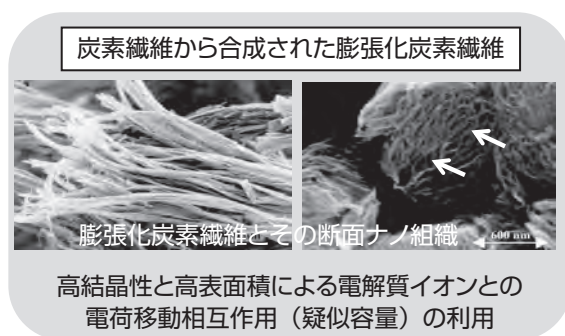 炭素繊維から合成された膨張化炭素繊維
膨張化炭素繊維とその断面ナノ組織
600 nm
高結晶性と高表面積による電解質イオンとの
電荷移動相互作用（疑似容量）の利用